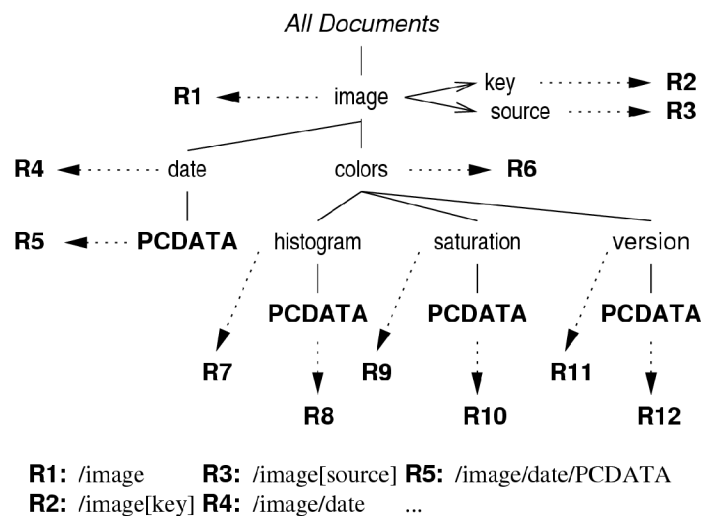 All Documents
R1 image key R2
source R3
R4 date colors R6
R5 PCDATA histogram saturation version
PCDATA PCDATA PCDATA
R7 R9 R11
R8 R10 R12
R1: /image R3: /image[source] R5: /image/date/PCDATA
R2: /image[key] R4: /image/date ...